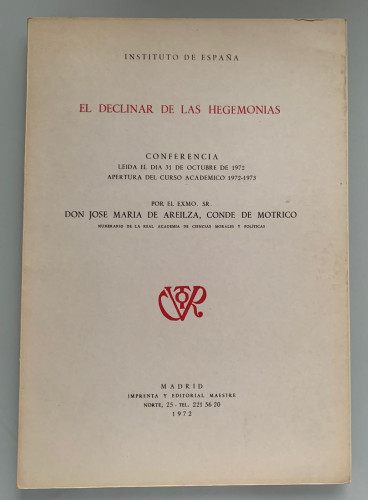 INSTITUTO DE ESPAÑA
EL DECLINAR DE LAS HEGEMONIAS
CONFERENCIA
LEIDA EL DIA 31 DE OCTUBRE DE 1972
APERTURA DEL CURSO ACADEMICO 1972-1973
POR EL EXMO. SR.
DON JOSE MARIA DE AREILZA, CONDE DE MOTRICO
NUMERARIO DE LA REAL ACADEMIA DE CIENCIAS MORALES Y POLITICAS
MADRID
IMPRENTA Y EDITORIAL MAESTRE
NORTE, 25 - TEL. 221 56 20
1972